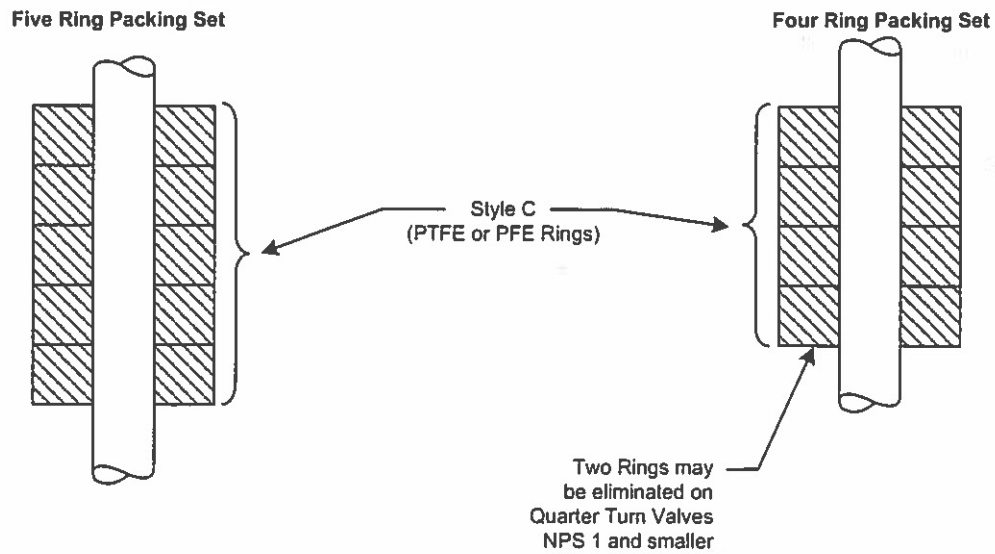 Five Ring Packing Set
Four Ring Packing Set
Style C
(PTFE or PFE Rings)
Two Rings may
be eliminated on
Quarter Turn Valves
NPS 1 and smaller